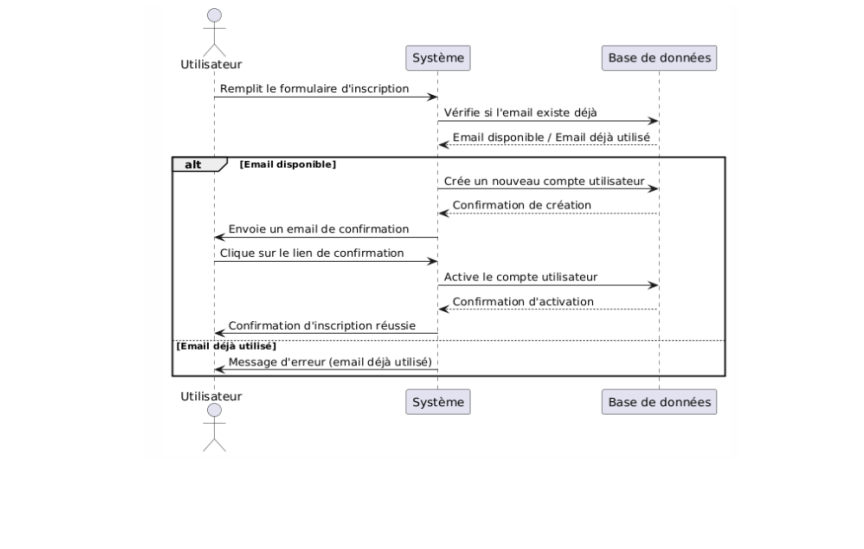 Utilisateur
Système
Base de données
Remplit le formulaire d'inscription
Vérifie si l'email existe déjà
Email disponible / Email déjà utilisé
alt [Email disponible]
Crée un nouveau compte utilisateur
Confirmation de création
Envoie un email de confirmation
Clique sur le lien de confirmation
Active le compte utilisateur
Confirmation d'activation
Confirmation d'inscription réussie
[Email déjà utilisé]
Message d'erreur (email déjà utilisé)
Utilisateur
Système
Base de données